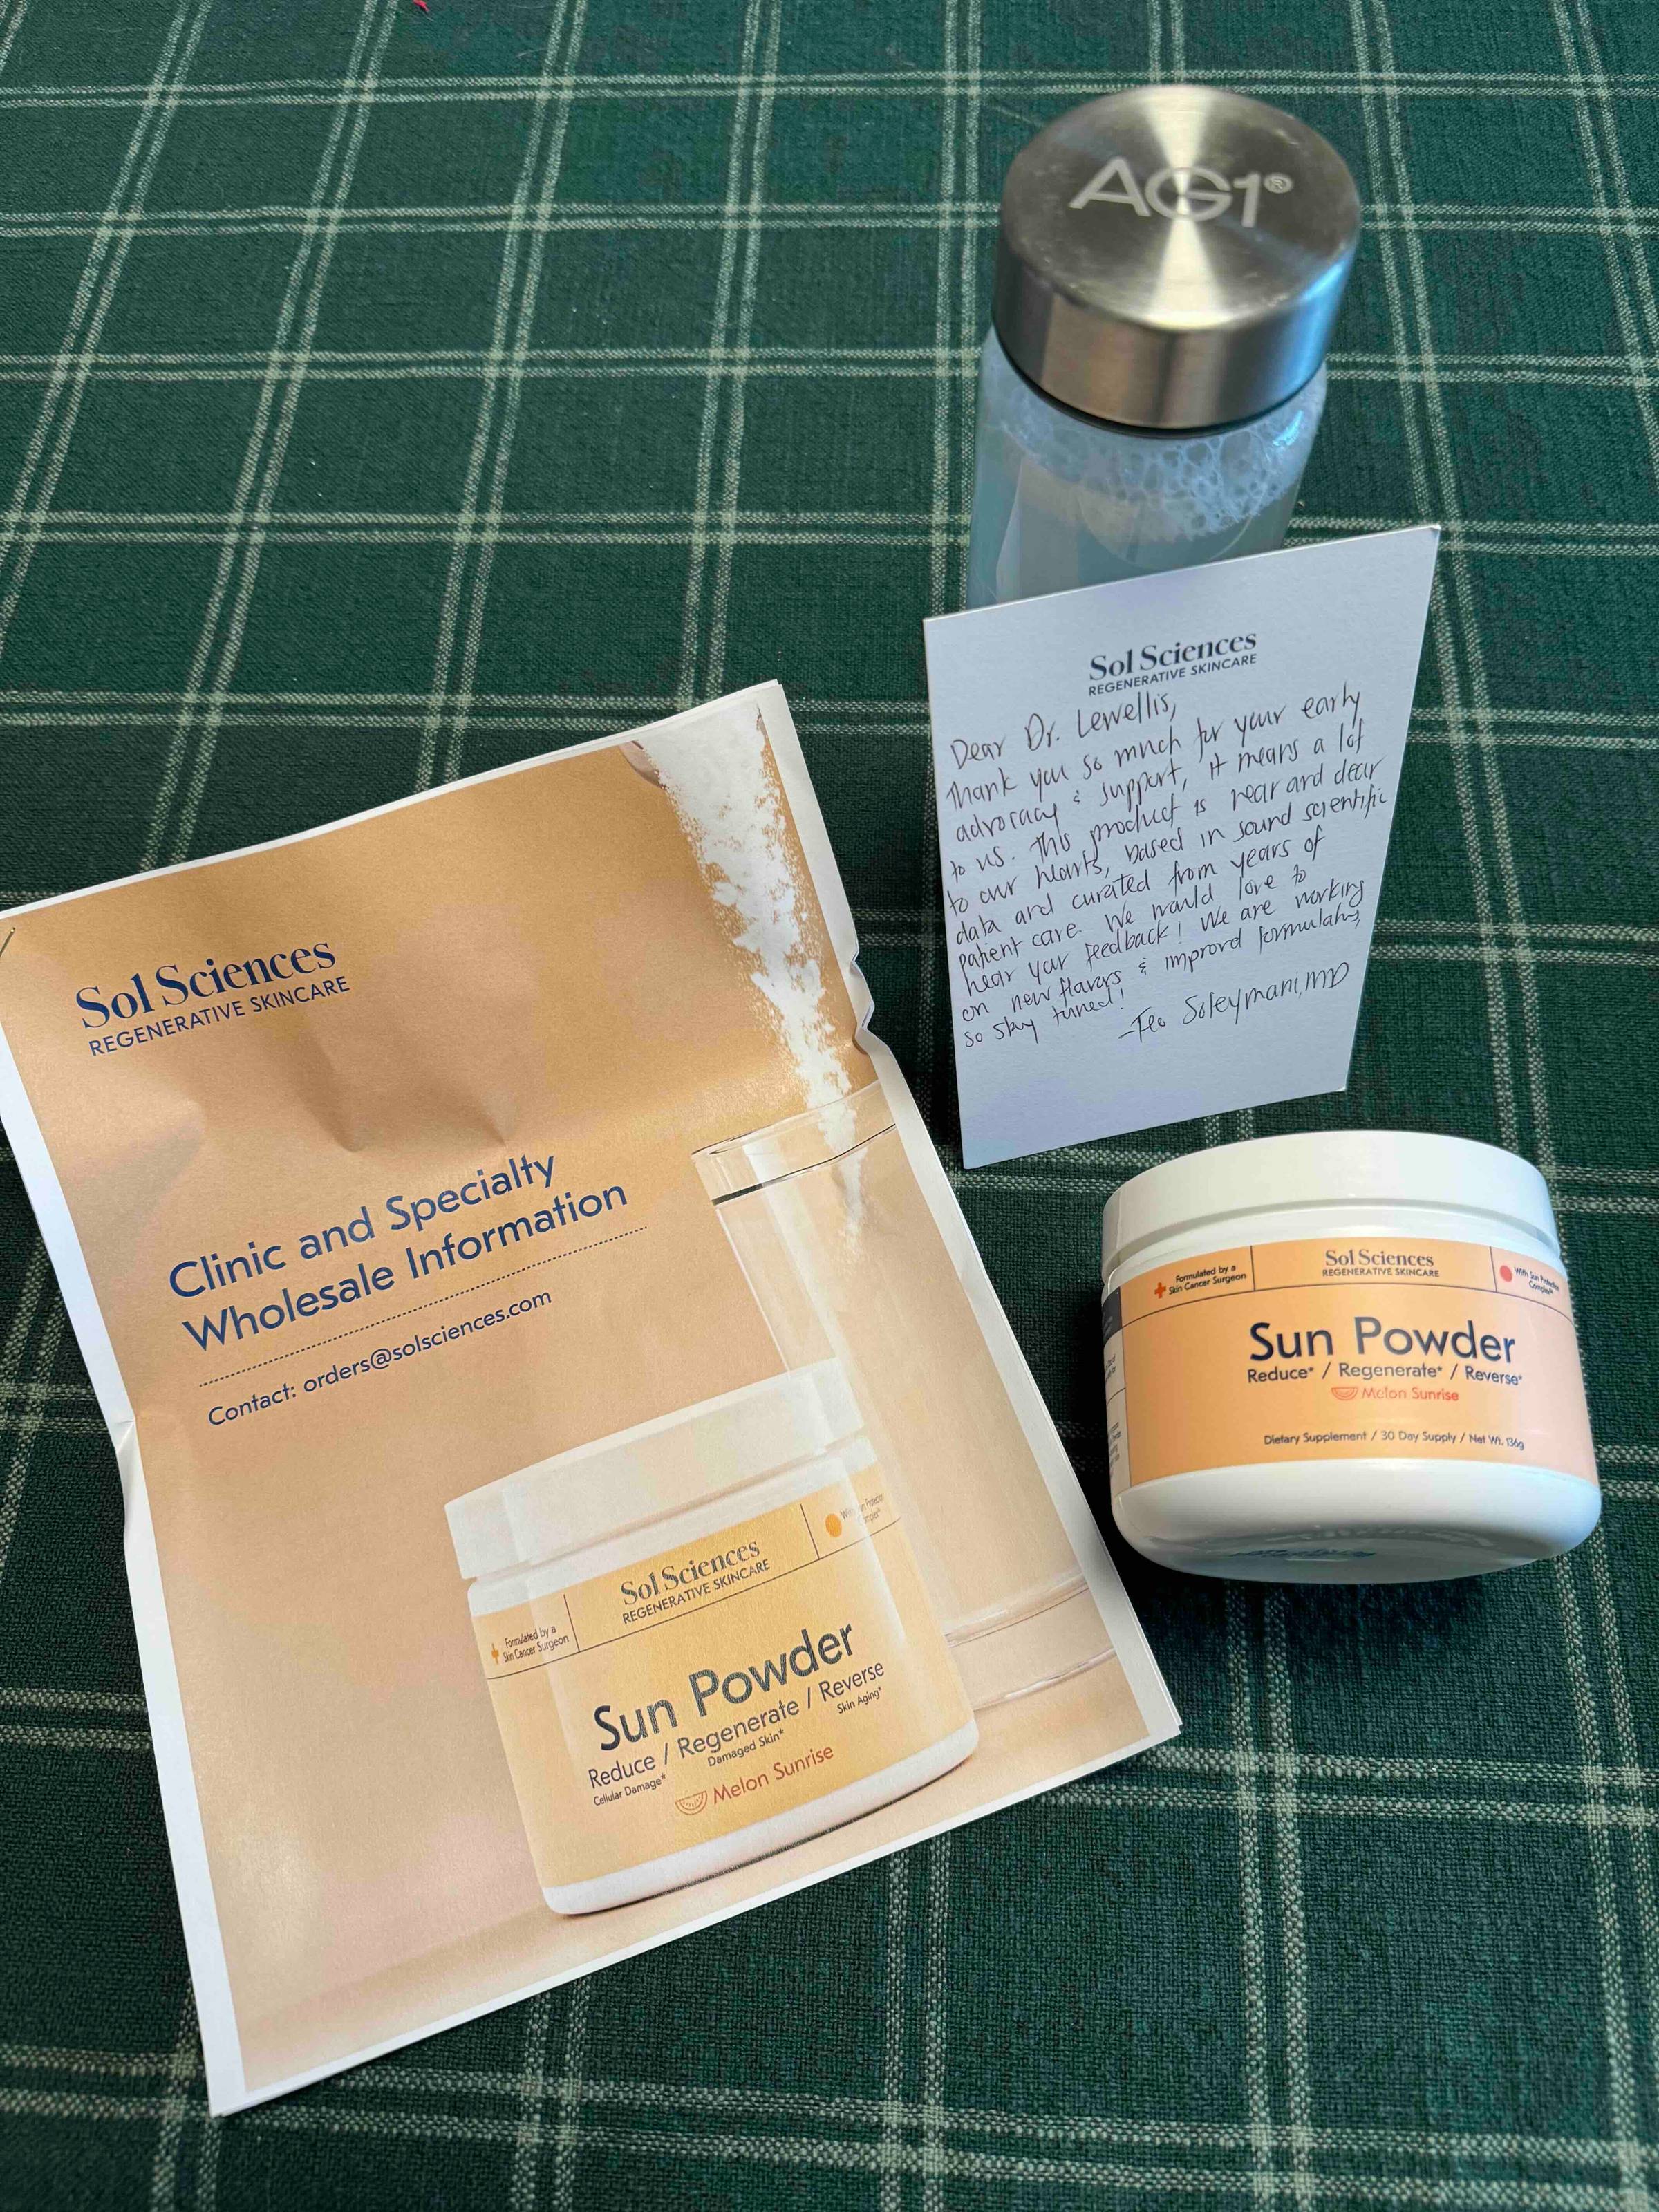 AG1®
Sol Sciences
REGENERATIVE SKINCARE
Dear Dr. Lewellis,
Thank you so much for your early
advocacy & support, it means a lot
to us. This product is near and dear
to our hearts, based in sound scientific
data and curated from years of
patient care. We would love to
hear your feedback! We are working
on new flavors & improved formulations,
so stay tuned!
Soleymani, MD
Sol Sciences
REGENERATIVE SKINCARE
Clinic and Specialty
Wholesale Information
Contact: orders@solsciences.com
Formulated by a
Skin Cancer Surgeon
Sol Sciences
REGENERATIVE SKINCARE
Sun Powder
Reduce / Regenerate / Reverse
Cellular Damage* Damaged Skin* Skin Aging*
Melon Sunrise
Formulated by a
Skin Cancer Surgeon
Sol Sciences
REGENERATIVE SKINCARE
With Sun Protection
Complex
Sun Powder
Reduce* / Regenerate* / Reverse*
Melon Sunrise
Dietary Supplement / 30 Day Supply / Net Wt. 136g